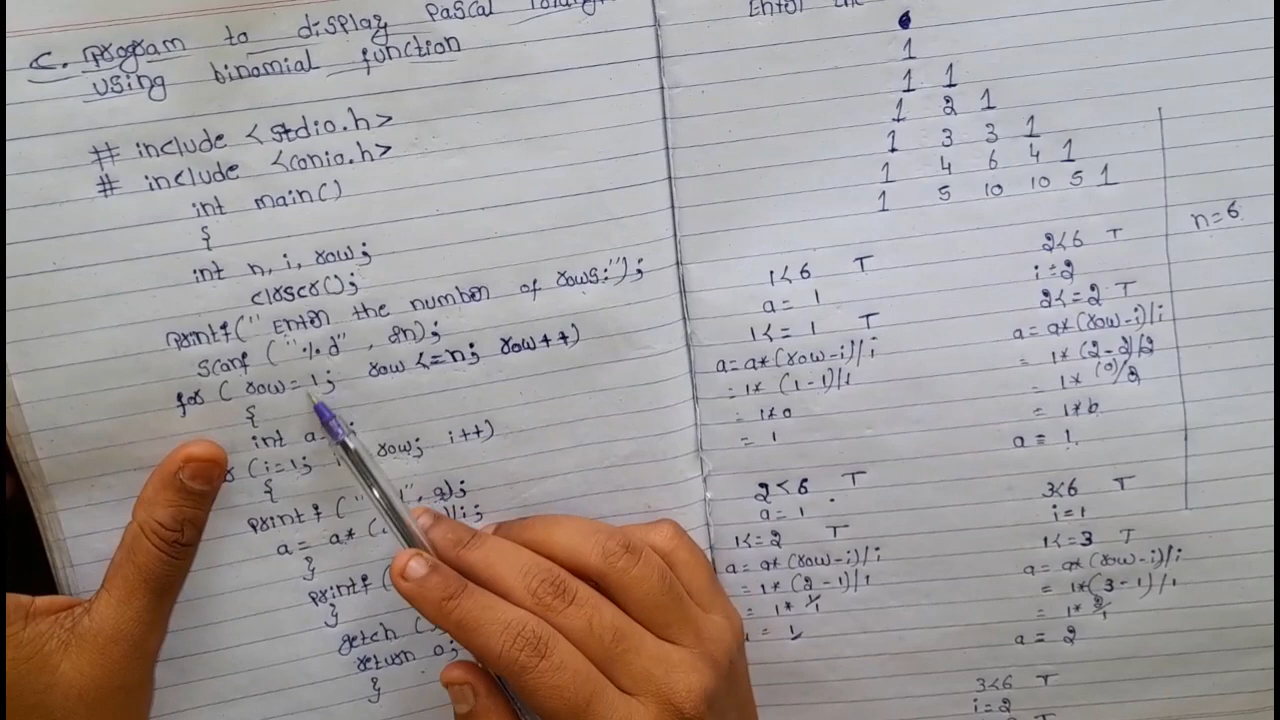 C. program to display pascal
using binamial function
# include <stdio.h>
# include <conio.h>
int main()
{
int n, i, row;
clrscr();
printf(" Enter the number of rows:");
scanf ("%d", &n);
for ( row=1; row <=n; row++)
{
int a
(i=1; row; i++)
{
printf (" ", a);
a= a* /i;
}
printf (
}
getch (
return 0;
}
Enter the
6
1
1 1
1 2 1
1 3 3 1
1 4 6 4 1
1 5 10 10 5 1
n=6
1<6 T
a= 1
1<= 1 T
a=a*(row-i)/i
=1* (1-1)/1
= 1*0
= 1
2<6 T
i=2
2<=2 T
a=a*(row-i)/i
= 1*(2-2/2
= 1* (0)/2
= 1*0
a= 1
2<6 T
a=1
1<=2 T
a= a*(row-i)/i
= 1*(2-1)/1
= 1* 1/1
= 1
3<6 T
i=1
1<=3 T
a= a*(row-i)/i
= 1*(3-1)/1
= 1* 2/1
a= 2
3<6 T
i=2